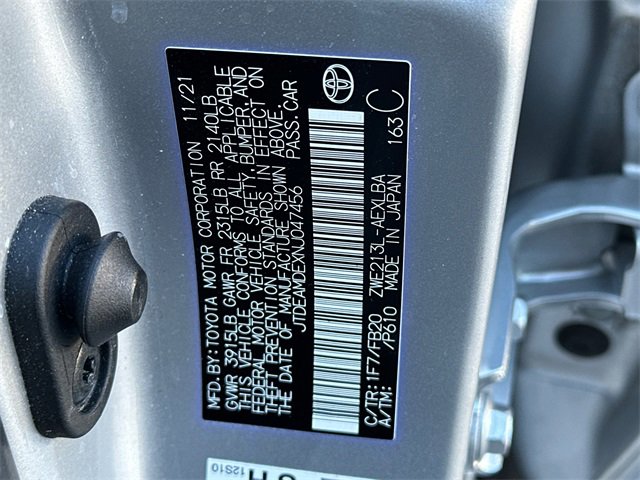 MFD. BY: TOYOTA MOTOR CORPORATION 11/21
GVWR 3915LB GAWR FR 2315LB RR 2140LB
THIS VEHICLE CONFORMS TO ALL APPLICABLE
FEDERAL MOTOR VEHICLE SAFETY, BUMPER, AND
THEFT PREVENTION STANDARDS IN EFFECT ON
THE DATE OF MANUFACTURE SHOWN ABOVE.
JTDEAMDEXNJ047456 PASS.CAR
C/TR: 1F7/FB20 ZWE213L-AEXLBA 163 C
A/TM: /P610 MADE IN JAPAN
12S10